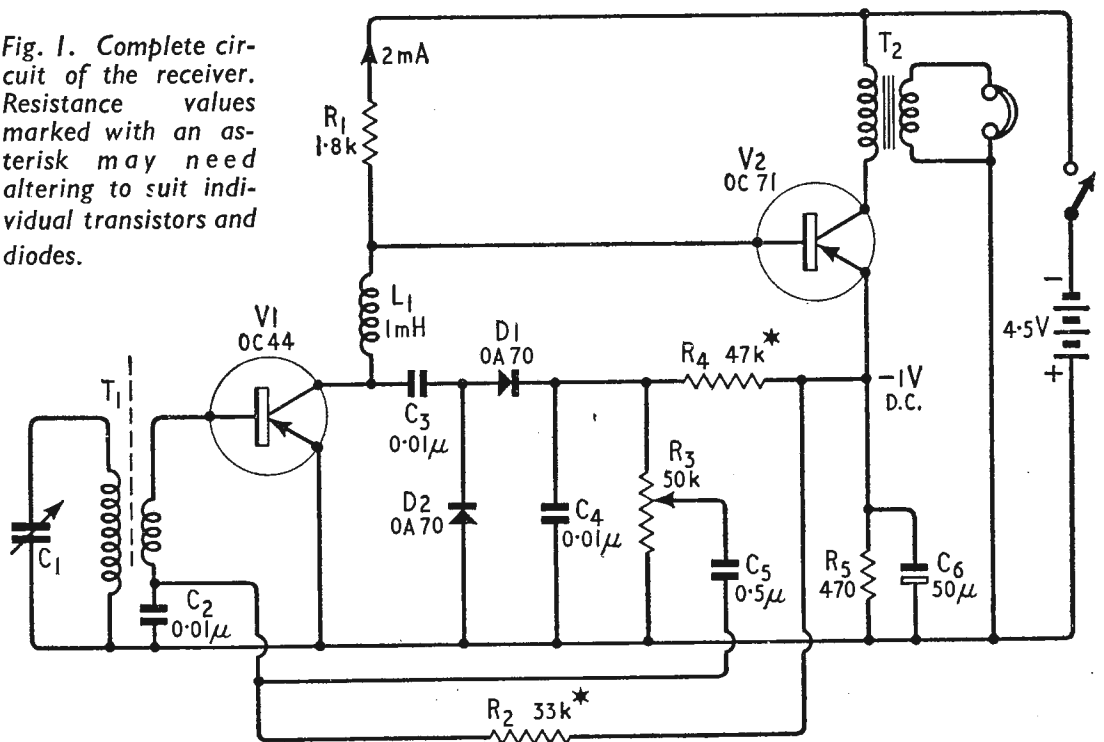 Fig. 1. Complete cir-
cuit of the receiver.
Resistance values
marked with an as-
terisk may need
altering to suit indi-
vidual transistors and
diodes.
2mA
R1
1·8k
T2
V2
OC 71
L1
1mH
V1
OC44
D1
OA70
R4 47k*
−1V
D.C.
−
4·5V
+
T1
C3
0·01μ
R3
50k
D2
OA70
C4
0·01μ
C1
C2
0·01μ
C5
0·5μ
R5
470
C6
50μ
R2 33k*